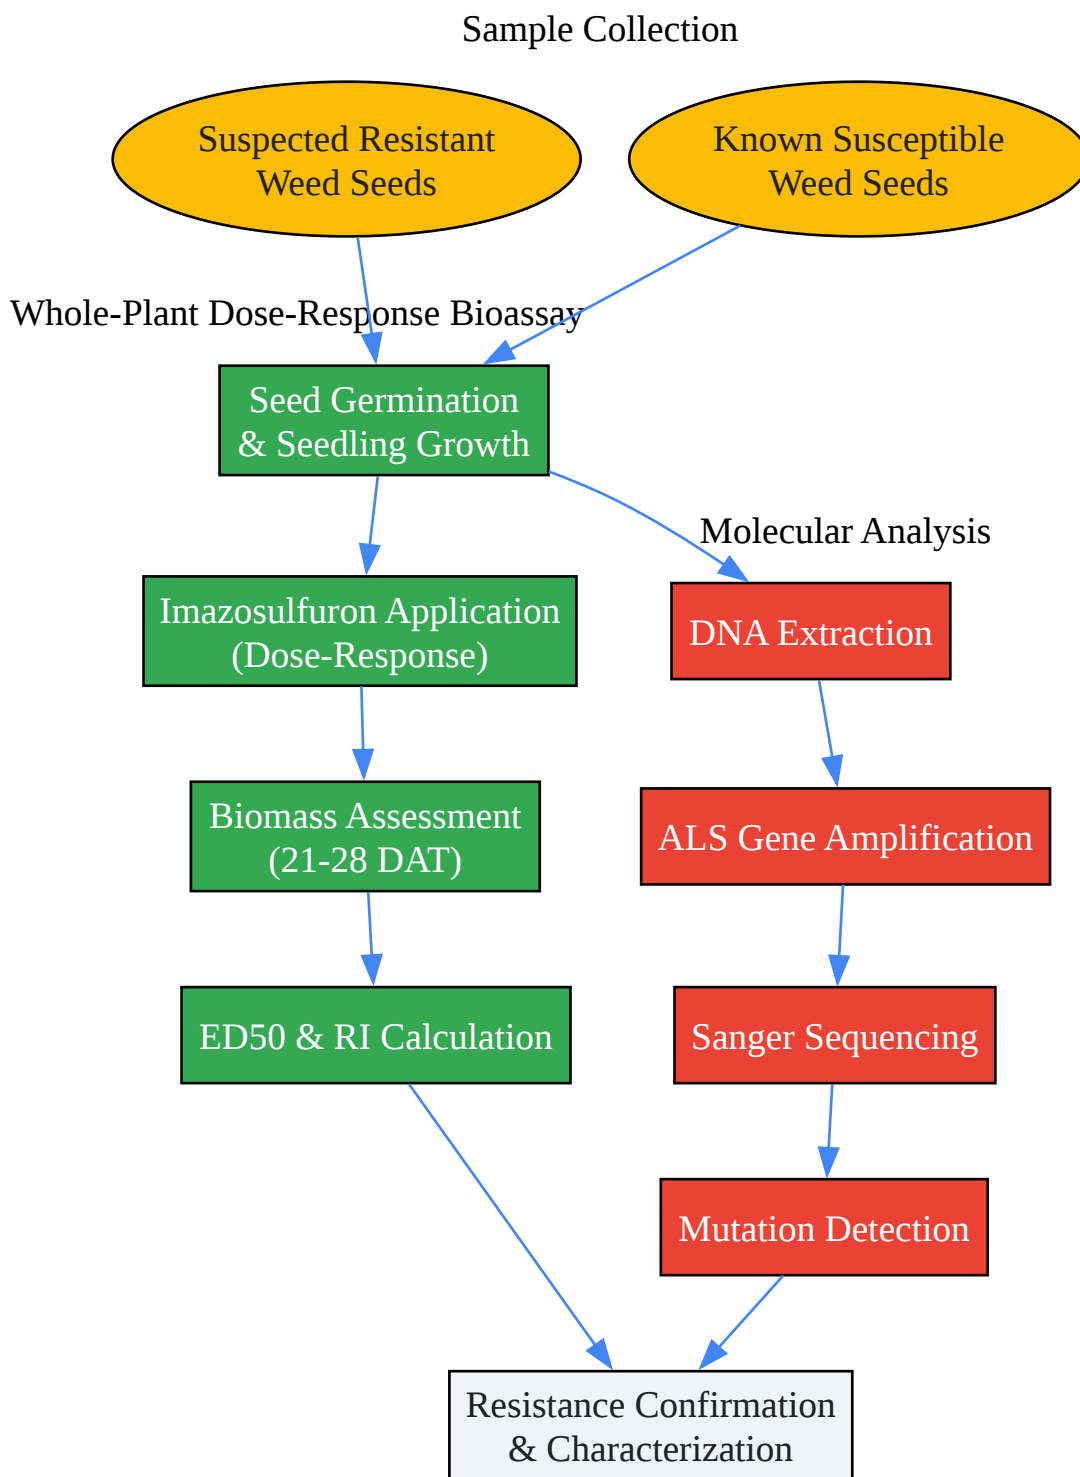 Sample Collection
Suspected Resistant
Weed Seeds
Known Susceptible
Weed Seeds
Whole-Plant Dose-Response Bioassay
Seed Germination
& Seedling Growth
Molecular Analysis
Imazosulfuron Application
(Dose-Response)
DNA Extraction
Biomass Assessment
(21-28 DAT)
ALS Gene Amplification
ED50 & RI Calculation
Sanger Sequencing
Mutation Detection
Resistance Confirmation
& Characterization